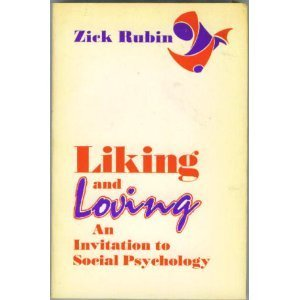 Zick Rubin
Liking
and
Loving
An
Invitation to
Social Psychology